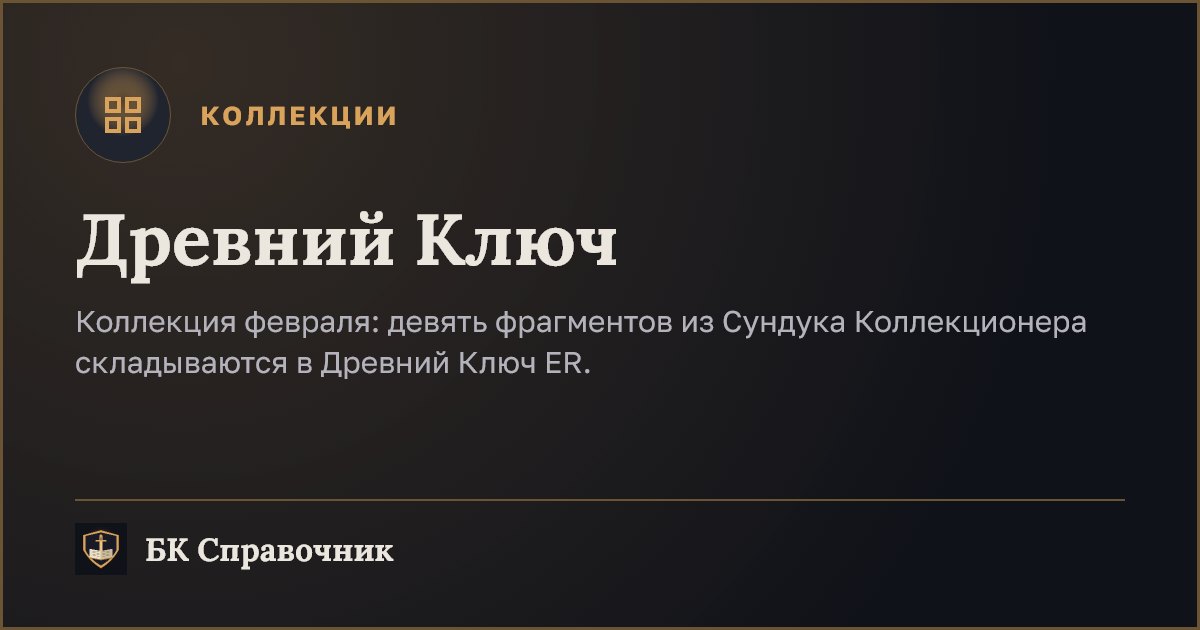 КОЛЛЕКЦИИ
Древний Ключ
Коллекция февраля: девять фрагментов из Сундука Коллекционера
складываются в Древний Ключ ER.
БК Справочник